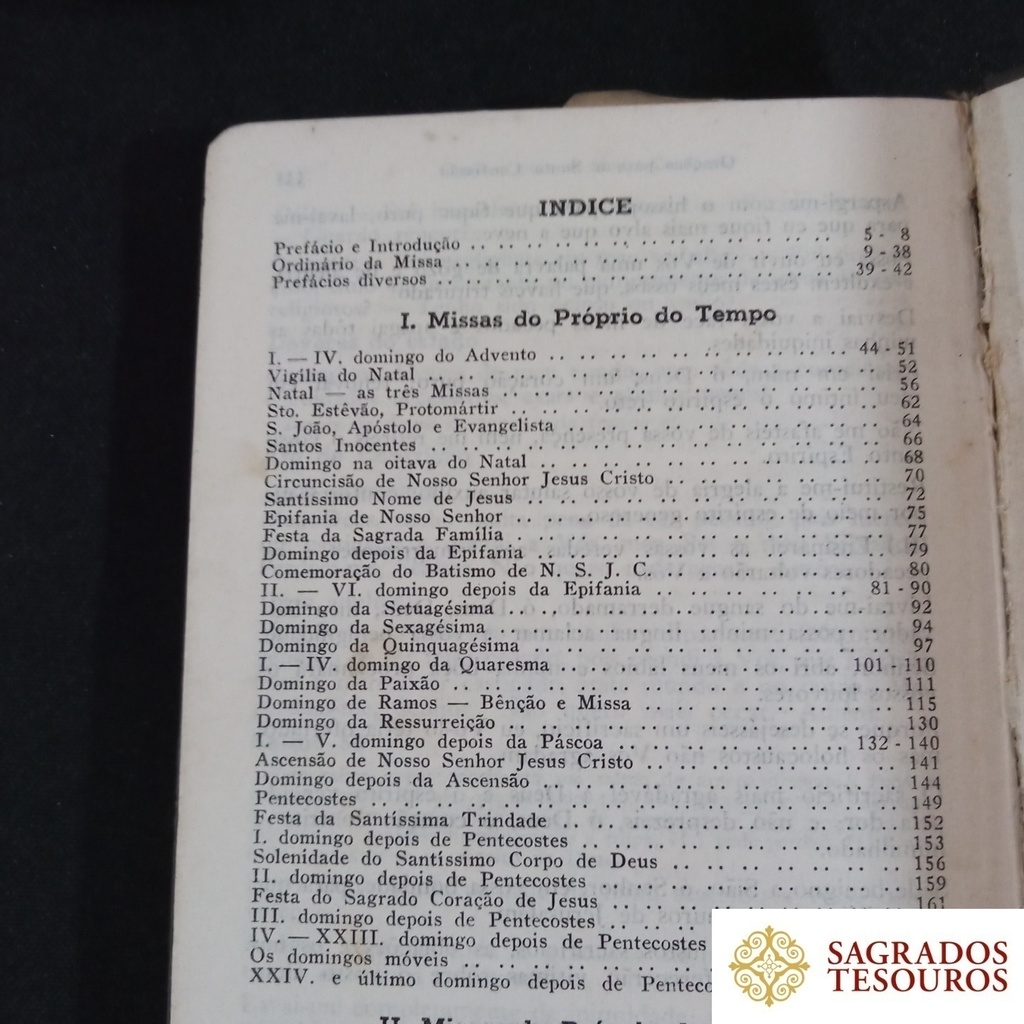 INDICE
Prefácio e Introdução .. .. .. .. .. .. .. .. .. .. 5 - 8
Ordinário da Missa .. .. .. .. .. .. .. .. .. .. 9 - 38
Prefácios diversos .. .. .. .. .. .. .. .. .. .. 39 - 42
I. Missas do Próprio do Tempo
I. — IV. domingo do Advento .. .. .. .. .. .. .. 44 - 51
Vigília do Natal .. .. .. .. .. .. .. .. .. .. 52
Natal — as três Missas .. .. .. .. .. .. .. .. 56
Sto. Estêvão, Protomártir .. .. .. .. .. .. .. .. 62
S. João, Apóstolo e Evangelista .. .. .. .. .. .. 64
Santos Inocentes .. .. .. .. .. .. .. .. .. .. 66
Domingo na oitava do Natal .. .. .. .. .. .. .. 68
Circuncisão de Nosso Senhor Jesus Cristo .. .. .. .. 70
Santíssimo Nome de Jesus .. .. .. .. .. .. .. .. 72
Epifania de Nosso Senhor .. .. .. .. .. .. .. .. 75
Festa da Sagrada Família .. .. .. .. .. .. .. .. 77
Domingo depois da Epifania .. .. .. .. .. .. .. 79
Comemoração do Batismo de N. S. J. C. .. .. .. .. 80
II. — VI. domingo depois da Epifania .. .. .. .. 81 - 90
Domingo da Setuagésima .. .. .. .. .. .. .. .. 92
Domingo da Sexagésima .. .. .. .. .. .. .. .. 94
Domingo da Quinquagésima .. .. .. .. .. .. .. 97
I. — IV. domingo da Quaresma .. .. .. .. .. .. 101 - 110
Domingo da Paixão .. .. .. .. .. .. .. .. .. 111
Domingo de Ramos — Bênção e Missa .. .. .. .. 115
Domingo da Ressurreição .. .. .. .. .. .. .. .. 130
I. — V. domingo depois da Páscoa .. .. .. .. .. 132 - 140
Ascensão de Nosso Senhor Jesus Cristo .. .. .. .. 141
Domingo depois da Ascensão .. .. .. .. .. .. .. 144
Pentecostes .. .. .. .. .. .. .. .. .. .. .. 149
Festa da Santíssima Trindade .. .. .. .. .. .. .. 152
I. domingo depois de Pentecostes .. .. .. .. .. .. 153
Solenidade do Santíssimo Corpo de Deus .. .. .. .. 156
II. domingo depois de Pentecostes .. .. .. .. .. .. 159
Festa do Sagrado Coração de Jesus .. .. .. .. .. 161
III. domingo depois de Pentecostes .. ..
IV. — XXIII. domingo depois de Pentecostes
Os domingos móveis .. .. .. .. .. .. ..
XXIV. e último domingo depois de Penteco
SAGRADOS
TESOUROS